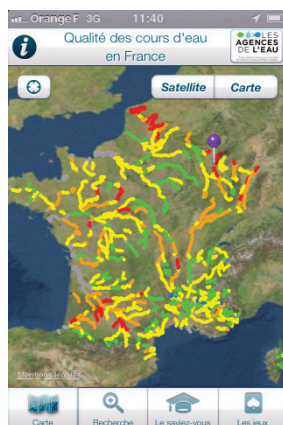 Orange F 3G 11:40
Qualité des cours d'eau
en France
LES
AGENCES
DE L'EAU
Satellite
Carte
Mentions légales
Carte
Recherche
Le saviez-vous
Les jeux